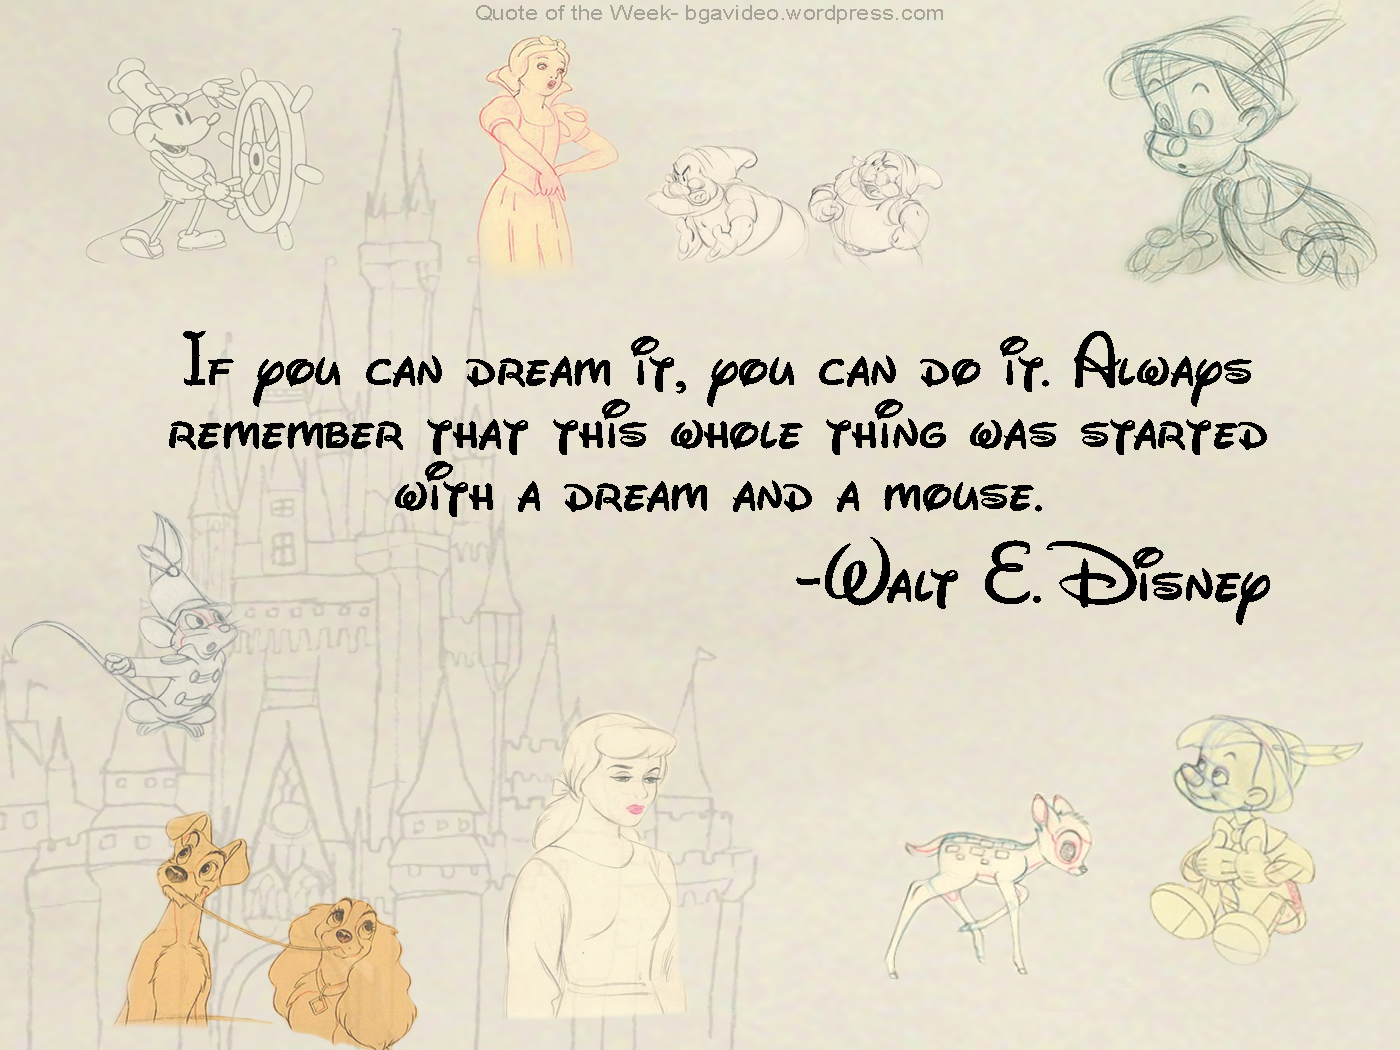 Quote of the Week- bgavideo.wordpress.com
If you can dream it, you can do it. Always
remember that this whole thing was started
with a dream and a mouse.
-Walt E. Disney